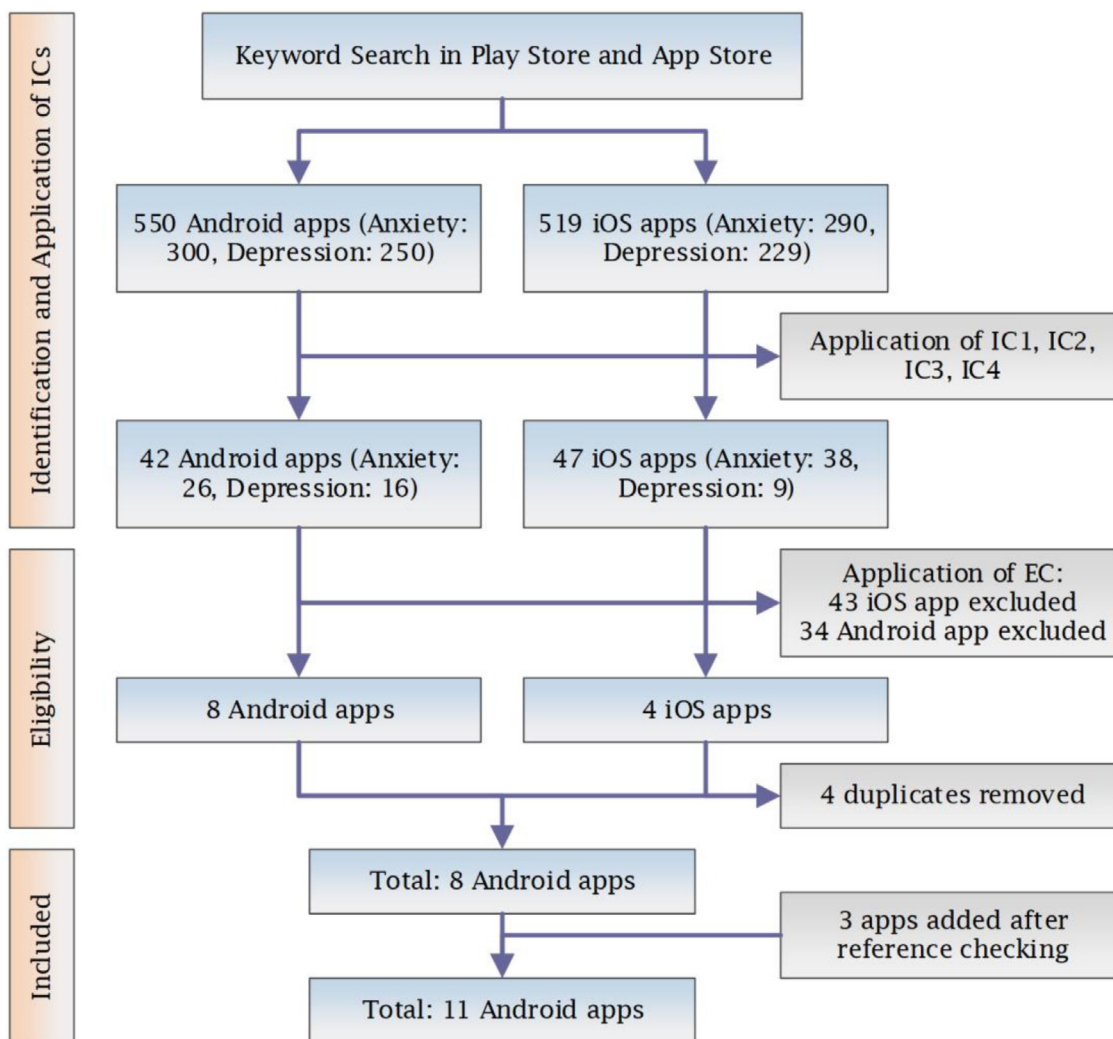 Identification and Application of ICs
Keyword Search in Play Store and App Store
550 Android apps (Anxiety:
300, Depression: 250)
519 iOS apps (Anxiety: 290,
Depression: 229)
Application of IC1, IC2,
IC3, IC4
42 Android apps (Anxiety:
26, Depression: 16)
47 iOS apps (Anxiety: 38,
Depression: 9)
Eligibility
Application of EC:
43 iOS app excluded
34 Android app excluded
8 Android apps
4 iOS apps
4 duplicates removed
Included
Total: 8 Android apps
3 apps added after
reference checking
Total: 11 Android apps